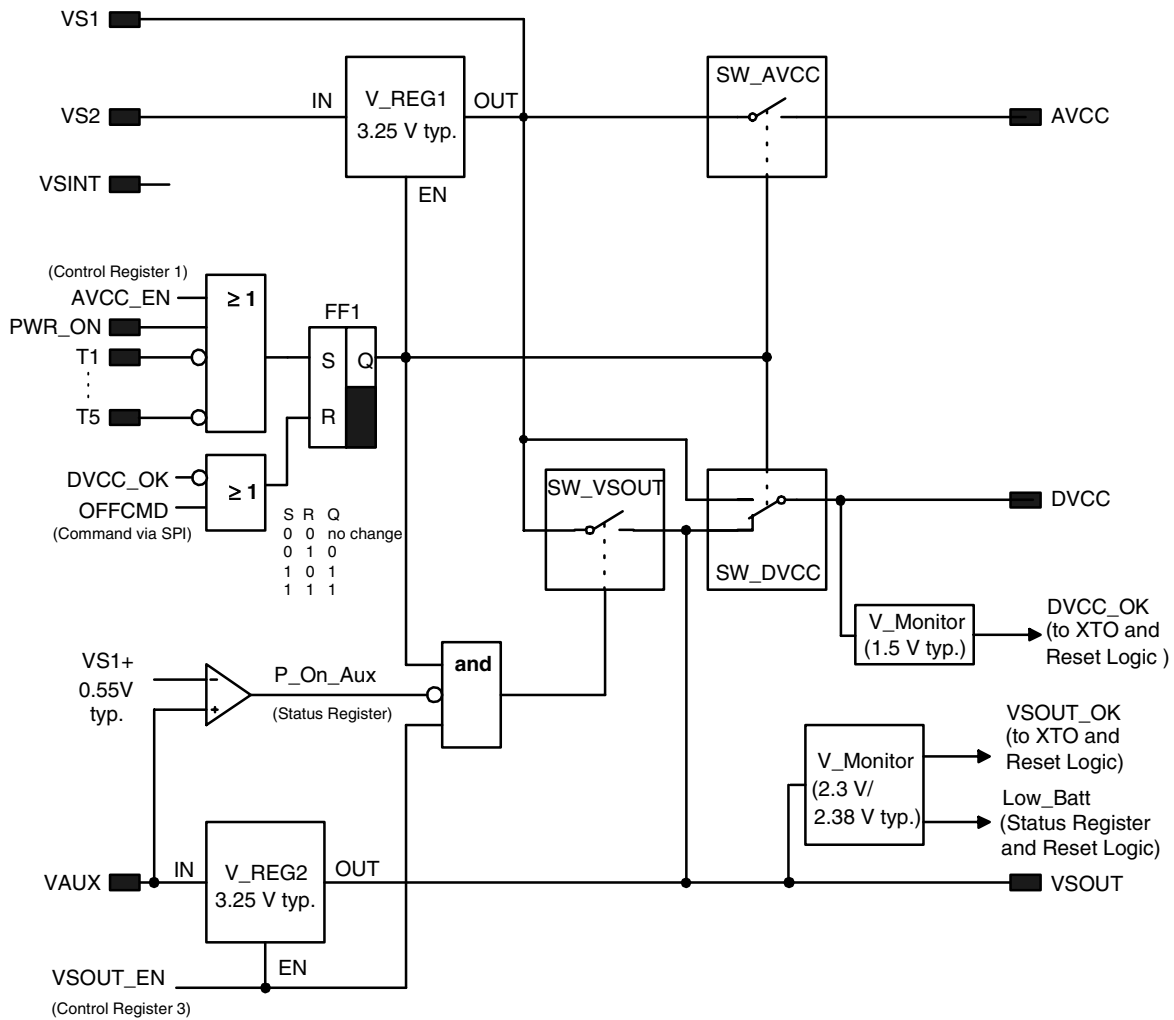 VS1
SW_AVCC
IN
V_REG1
OUT
VS2
3.25 V typ.
AVCC
VSINT
EN
(Control Register 1)
AVCC_EN
≥ 1
PWR_ON
FF1
T1
S
Q
T5
R
DVCC_OK
≥ 1
OFFCMD
(Command via SPI)
SW_VSOUT
DVCC
S R Q
0 0 no change
0 1 0
1 0 1
1 1 1
SW_DVCC
V_Monitor
(1.5 V typ.)
DVCC_OK
(to XTO and
Reset Logic )
VS1+
0.55V
typ.
-
+
P_On_Aux
(Status Register)
and
VSOUT_OK
(to XTO and
Reset Logic)
V_Monitor
(2.3 V/
2.38 V typ.)
Low_Batt
(Status Register
and Reset Logic)
VAUX
IN
V_REG2
3.25 V typ.
OUT
VSOUT
EN
VSOUT_EN
(Control Register 3)